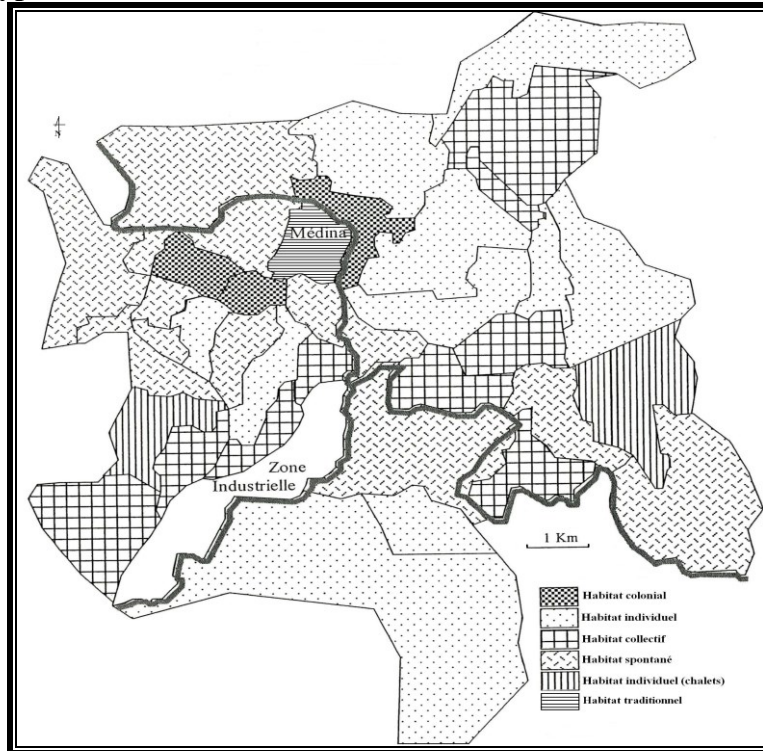 N
Médina
Zone
Industrielle
1 Km
Habitat colonial
Habitat individuel
Habitat collectif
Habitat spontané
Habitat individuel (chalets)
Habitat traditionnel